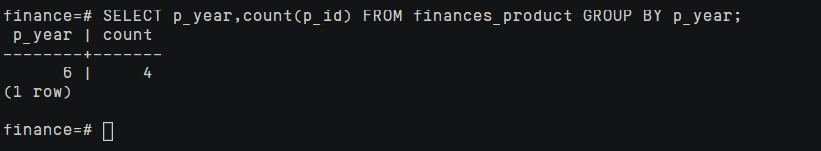 finance=# SELECT p_year,count(p_id) FROM finances_product GROUP BY p_year;
 p_year | count
--------+-------
      6 |     4
(1 row)

finance=#